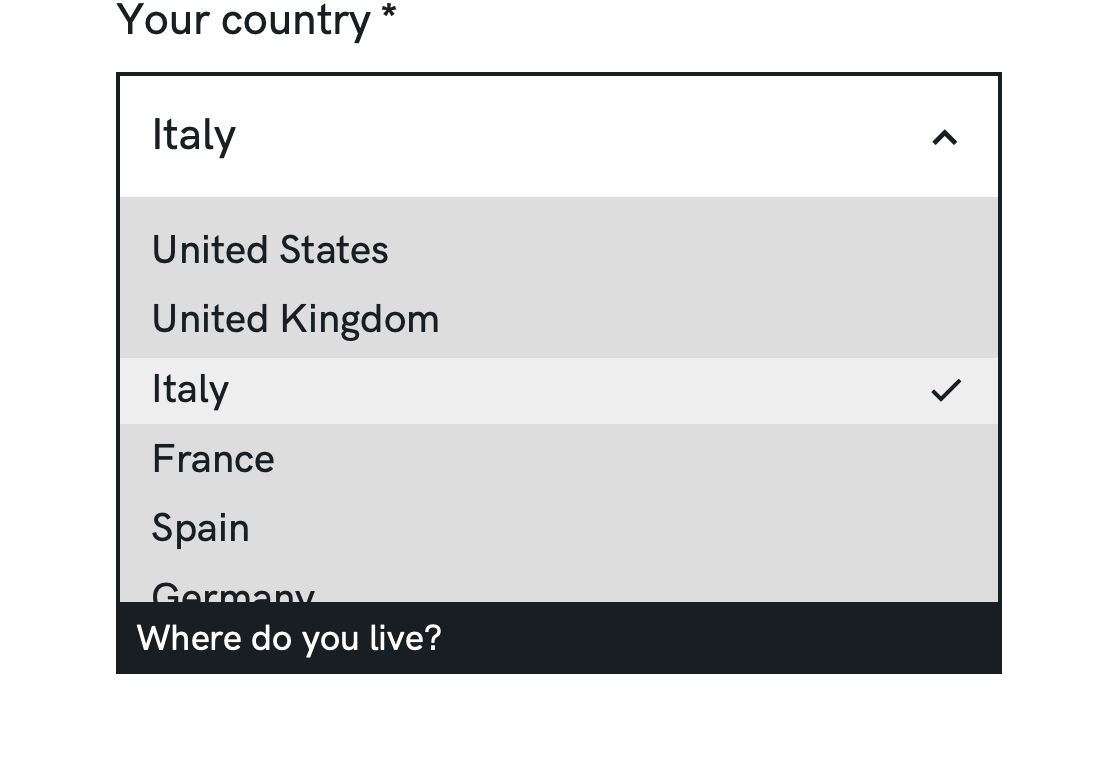 Your country *
Italy
United States
United Kingdom
Italy
France
Spain
Germany
Where do you live?